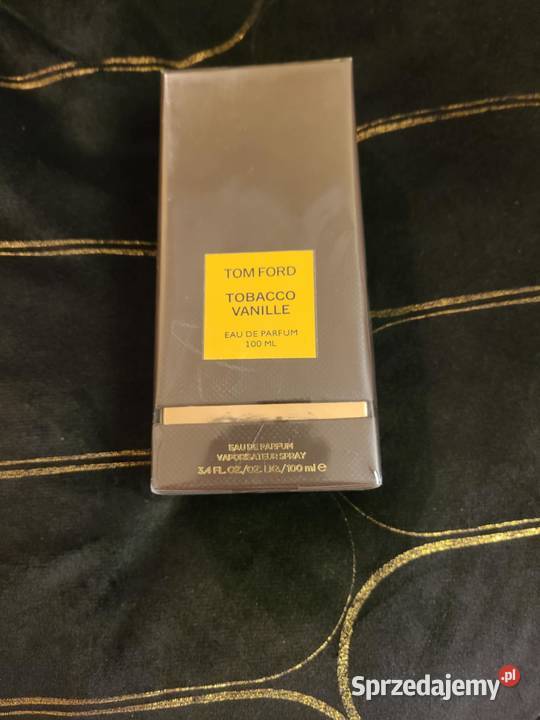 TOM FORD
TOBACCO
VANILLE
EAU DE PARFUM
100 ML
EAU DE PARFUM
VAPORISATEUR SPRAY
3.4 FL.OZ./OZ. LIQ./100 ml e
Sprzedajemy.pl